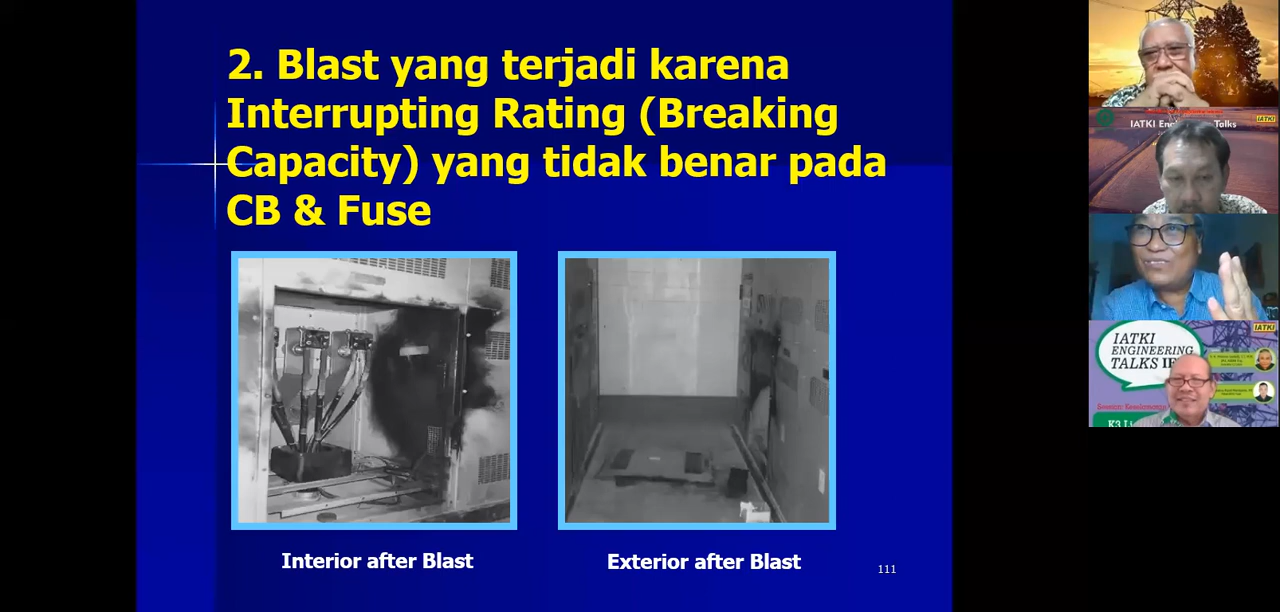 2. Blast yang terjadi karena
Interrupting Rating (Breaking
Capacity) yang tidak benar pada
CB & Fuse
Interior after Blast
Exterior after Blast
111
IATKI
Talks
IATKI
IATKI
ENGINEERING
TALKS